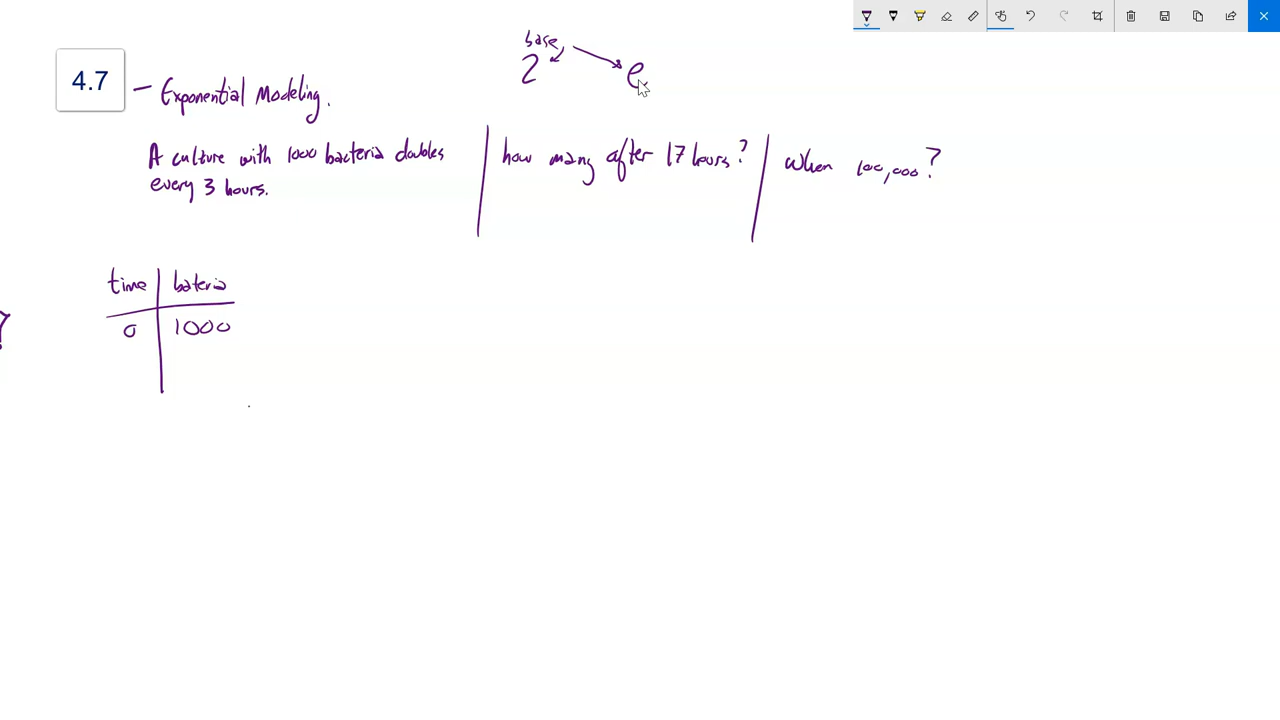 base
2 e
4.7 - Exponential Modeling.
A culture with 1000 bacteria doubles
every 3 hours.
how many after 17 hours?
When 100,000?
time bateria
0 1000
?